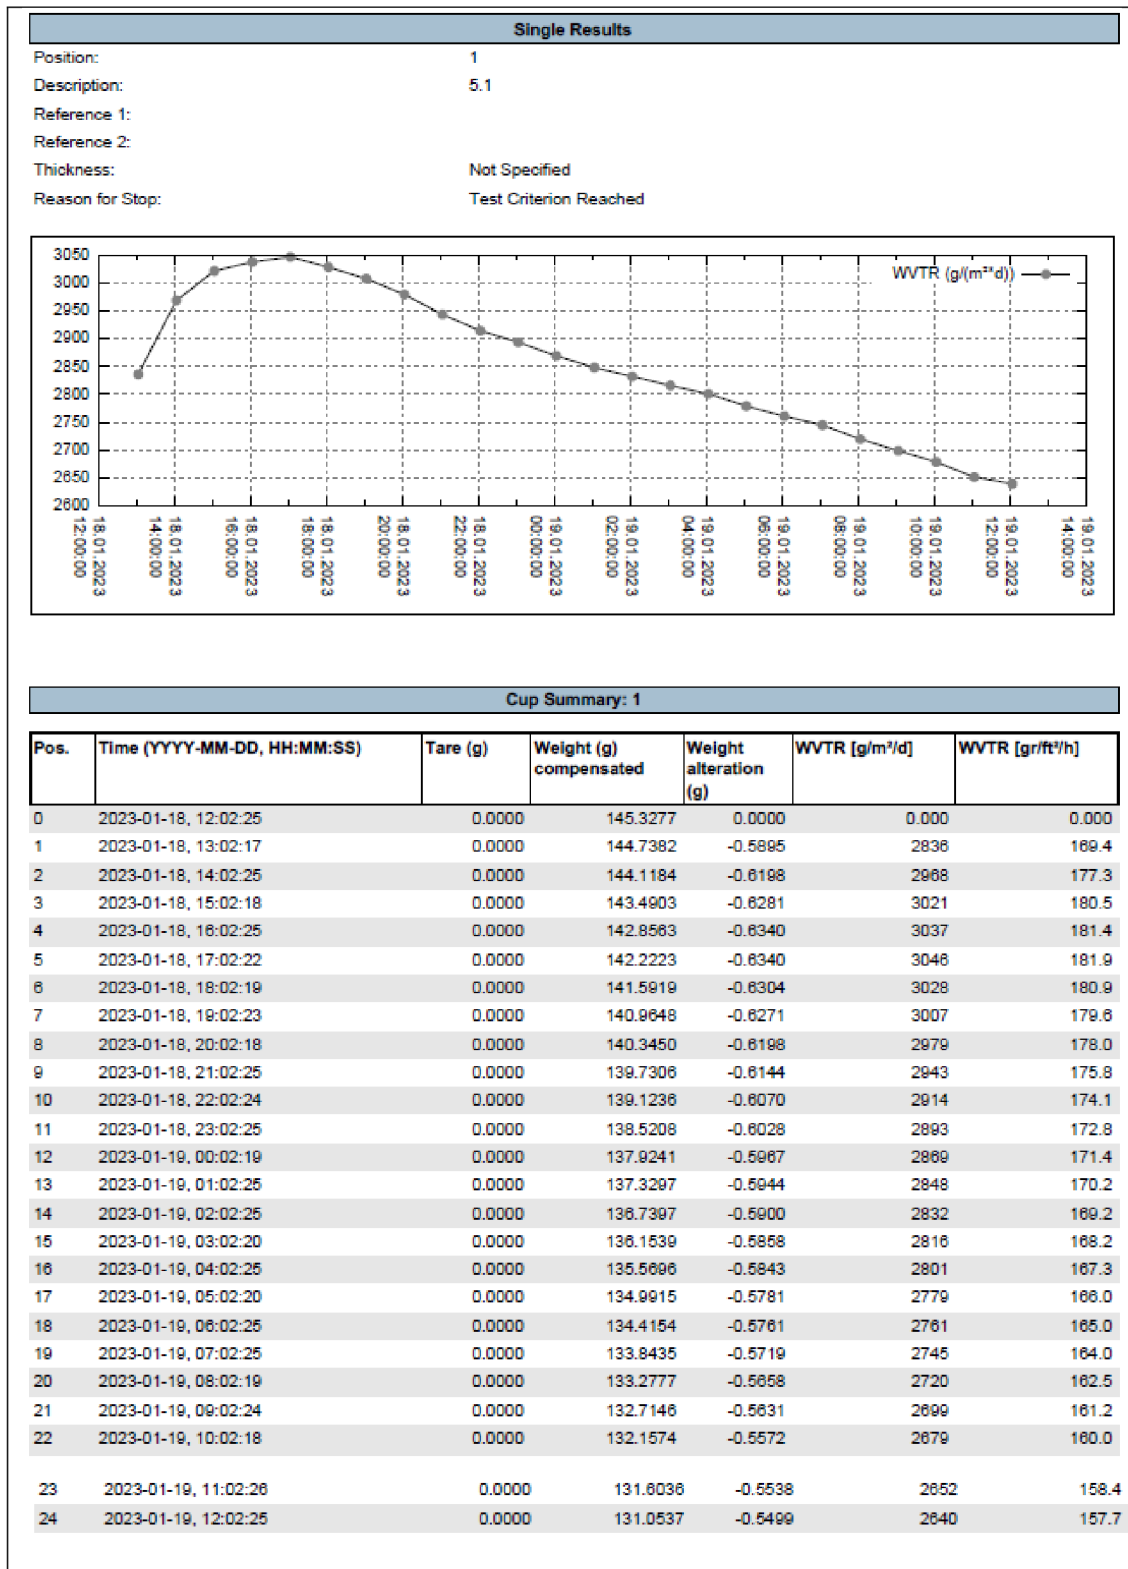 Single Results
Position: 1
Description: 5.1
Reference 1:
Reference 2:
Thickness: Not Specified
Reason for Stop: Test Criterion Reached
WVTR (g/(m²*d))
3050
3000
2950
2900
2850
2800
2750
2700
2650
2600
18.01.2023 12:00:00
18.01.2023 14:00:00
18.01.2023 16:00:00
18.01.2023 18:00:00
18.01.2023 20:00:00
18.01.2023 22:00:00
19.01.2023 00:00:00
19.01.2023 02:00:00
19.01.2023 04:00:00
19.01.2023 06:00:00
19.01.2023 08:00:00
19.01.2023 10:00:00
19.01.2023 12:00:00
19.01.2023 14:00:00
Cup Summary: 1
Pos. Time (YYYY-MM-DD, HH:MM:SS) Tare (g) Weight (g) compensated Weight alteration (g) WVTR [g/m²/d] WVTR [gr/ft²/h]
0 2023-01-18, 12:02:25 0.0000 145.3277 0.0000 0.000 0.000
1 2023-01-18, 13:02:17 0.0000 144.7382 -0.5895 2836 169.4
2 2023-01-18, 14:02:25 0.0000 144.1184 -0.6198 2968 177.3
3 2023-01-18, 15:02:18 0.0000 143.4903 -0.6281 3021 180.5
4 2023-01-18, 16:02:25 0.0000 142.8563 -0.6340 3037 181.4
5 2023-01-18, 17:02:22 0.0000 142.2223 -0.6340 3046 181.9
6 2023-01-18, 18:02:19 0.0000 141.5919 -0.6304 3028 180.9
7 2023-01-18, 19:02:23 0.0000 140.9648 -0.6271 3007 179.6
8 2023-01-18, 20:02:18 0.0000 140.3450 -0.6198 2979 178.0
9 2023-01-18, 21:02:25 0.0000 139.7306 -0.6144 2943 175.8
10 2023-01-18, 22:02:24 0.0000 139.1236 -0.6070 2914 174.1
11 2023-01-18, 23:02:25 0.0000 138.5208 -0.6028 2893 172.8
12 2023-01-19, 00:02:19 0.0000 137.9241 -0.5967 2869 171.4
13 2023-01-19, 01:02:25 0.0000 137.3297 -0.5944 2848 170.2
14 2023-01-19, 02:02:25 0.0000 136.7397 -0.5900 2832 169.2
15 2023-01-19, 03:02:20 0.0000 136.1539 -0.5858 2816 168.2
16 2023-01-19, 04:02:25 0.0000 135.5696 -0.5843 2801 167.3
17 2023-01-19, 05:02:20 0.0000 134.9915 -0.5781 2779 166.0
18 2023-01-19, 06:02:25 0.0000 134.4154 -0.5761 2761 165.0
19 2023-01-19, 07:02:25 0.0000 133.8435 -0.5719 2745 164.0
20 2023-01-19, 08:02:19 0.0000 133.2777 -0.5658 2720 162.5
21 2023-01-19, 09:02:24 0.0000 132.7146 -0.5631 2699 161.2
22 2023-01-19, 10:02:18 0.0000 132.1574 -0.5572 2679 160.0
23 2023-01-19, 11:02:26 0.0000 131.6036 -0.5538 2652 158.4
24 2023-01-19, 12:02:25 0.0000 131.0537 -0.5499 2640 157.7